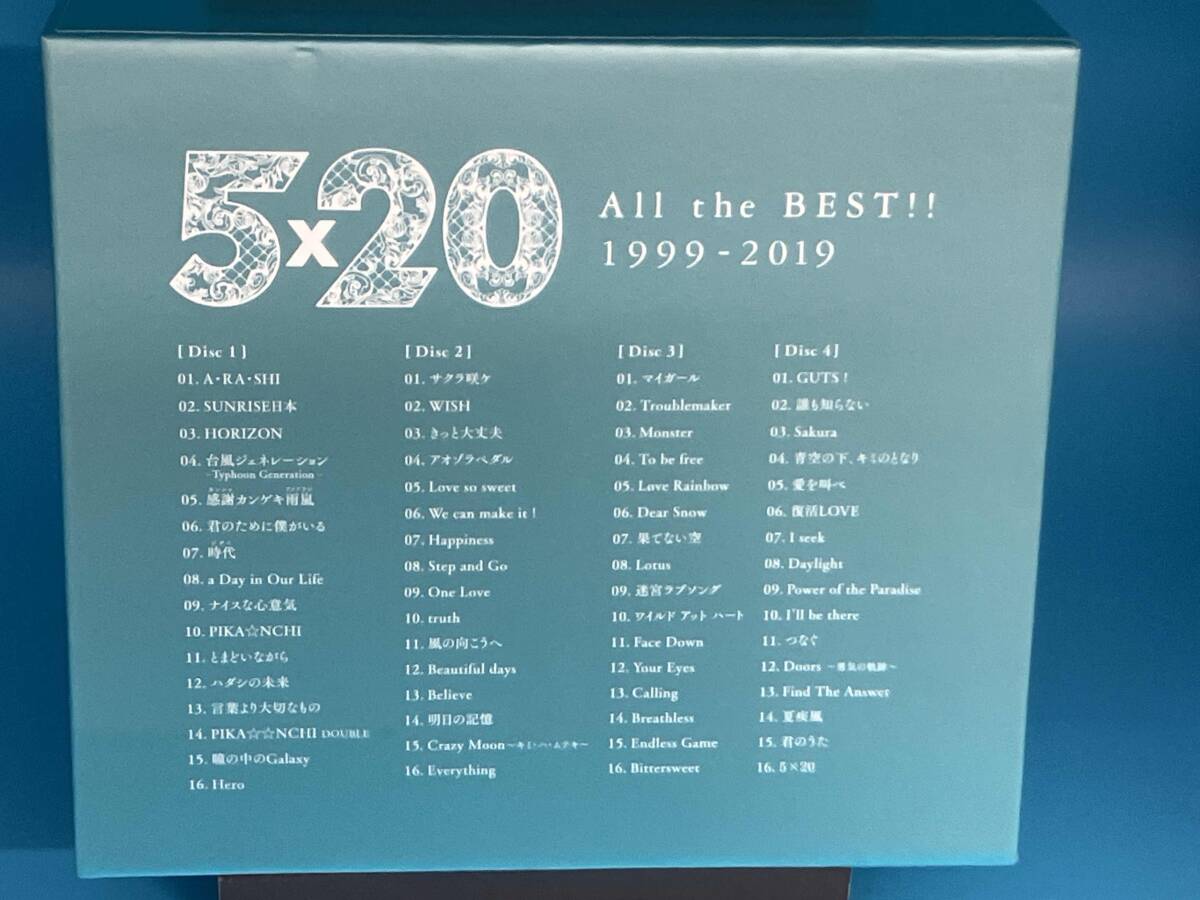 5×20
All the BEST!!
1999-2019
[Disc 1]
01. A・RA・SHI
02. SUNRISE日本
03. HORIZON
04. 台風ジェネレーション
-Typhoon Generation-
05. 感謝カンゲキ雨嵐
06. 君のために僕がいる
07. 時代
08. a Day in Our Life
09. ナイスな心意気
10. PIKA☆NCHI
11. とまどいながら
12. ハダシの未来
13. 言葉より大切なもの
14. PIKA☆☆NCHI DOUBLE
15. 瞳の中のGalaxy
16. Hero
[Disc 2]
01. サクラ咲ケ
02. WISH
03. きっと大丈夫
04. アオゾラペダル
05. Love so sweet
06. We can make it!
07. Happiness
08. Step and Go
09. One Love
10. truth
11. 風の向こうへ
12. Beautiful days
13. Believe
14. 明日の記憶
15. Crazy Moon～キミ・ハ・ムテキ～
16. Everything
[Disc 3]
01. マイガール
02. Troublemaker
03. Monster
04. To be free
05. Løve Rainbow
06. Dear Snow
07. 果てない空
08. Lotus
09. 迷宮ラブソング
10. ワイルド アット ハート
11. Face Down
12. Your Eyes
13. Calling
14. Breathless
15. Endless Game
16. Bittersweet
[Disc 4]
01. GUTS!
02. 誰も知らない
03. Sakura
04. 青空の下、キミのとなり
05. 愛を叫べ
06. 復活LOVE
07. I seek
08. Daylight
09. Power of the Paradise
10. I'll be there
11. つなぐ
12. Doors ～勇気の軌跡～
13. Find The Answer
14. 夏疾風
15. 君のうた
16. 5×20